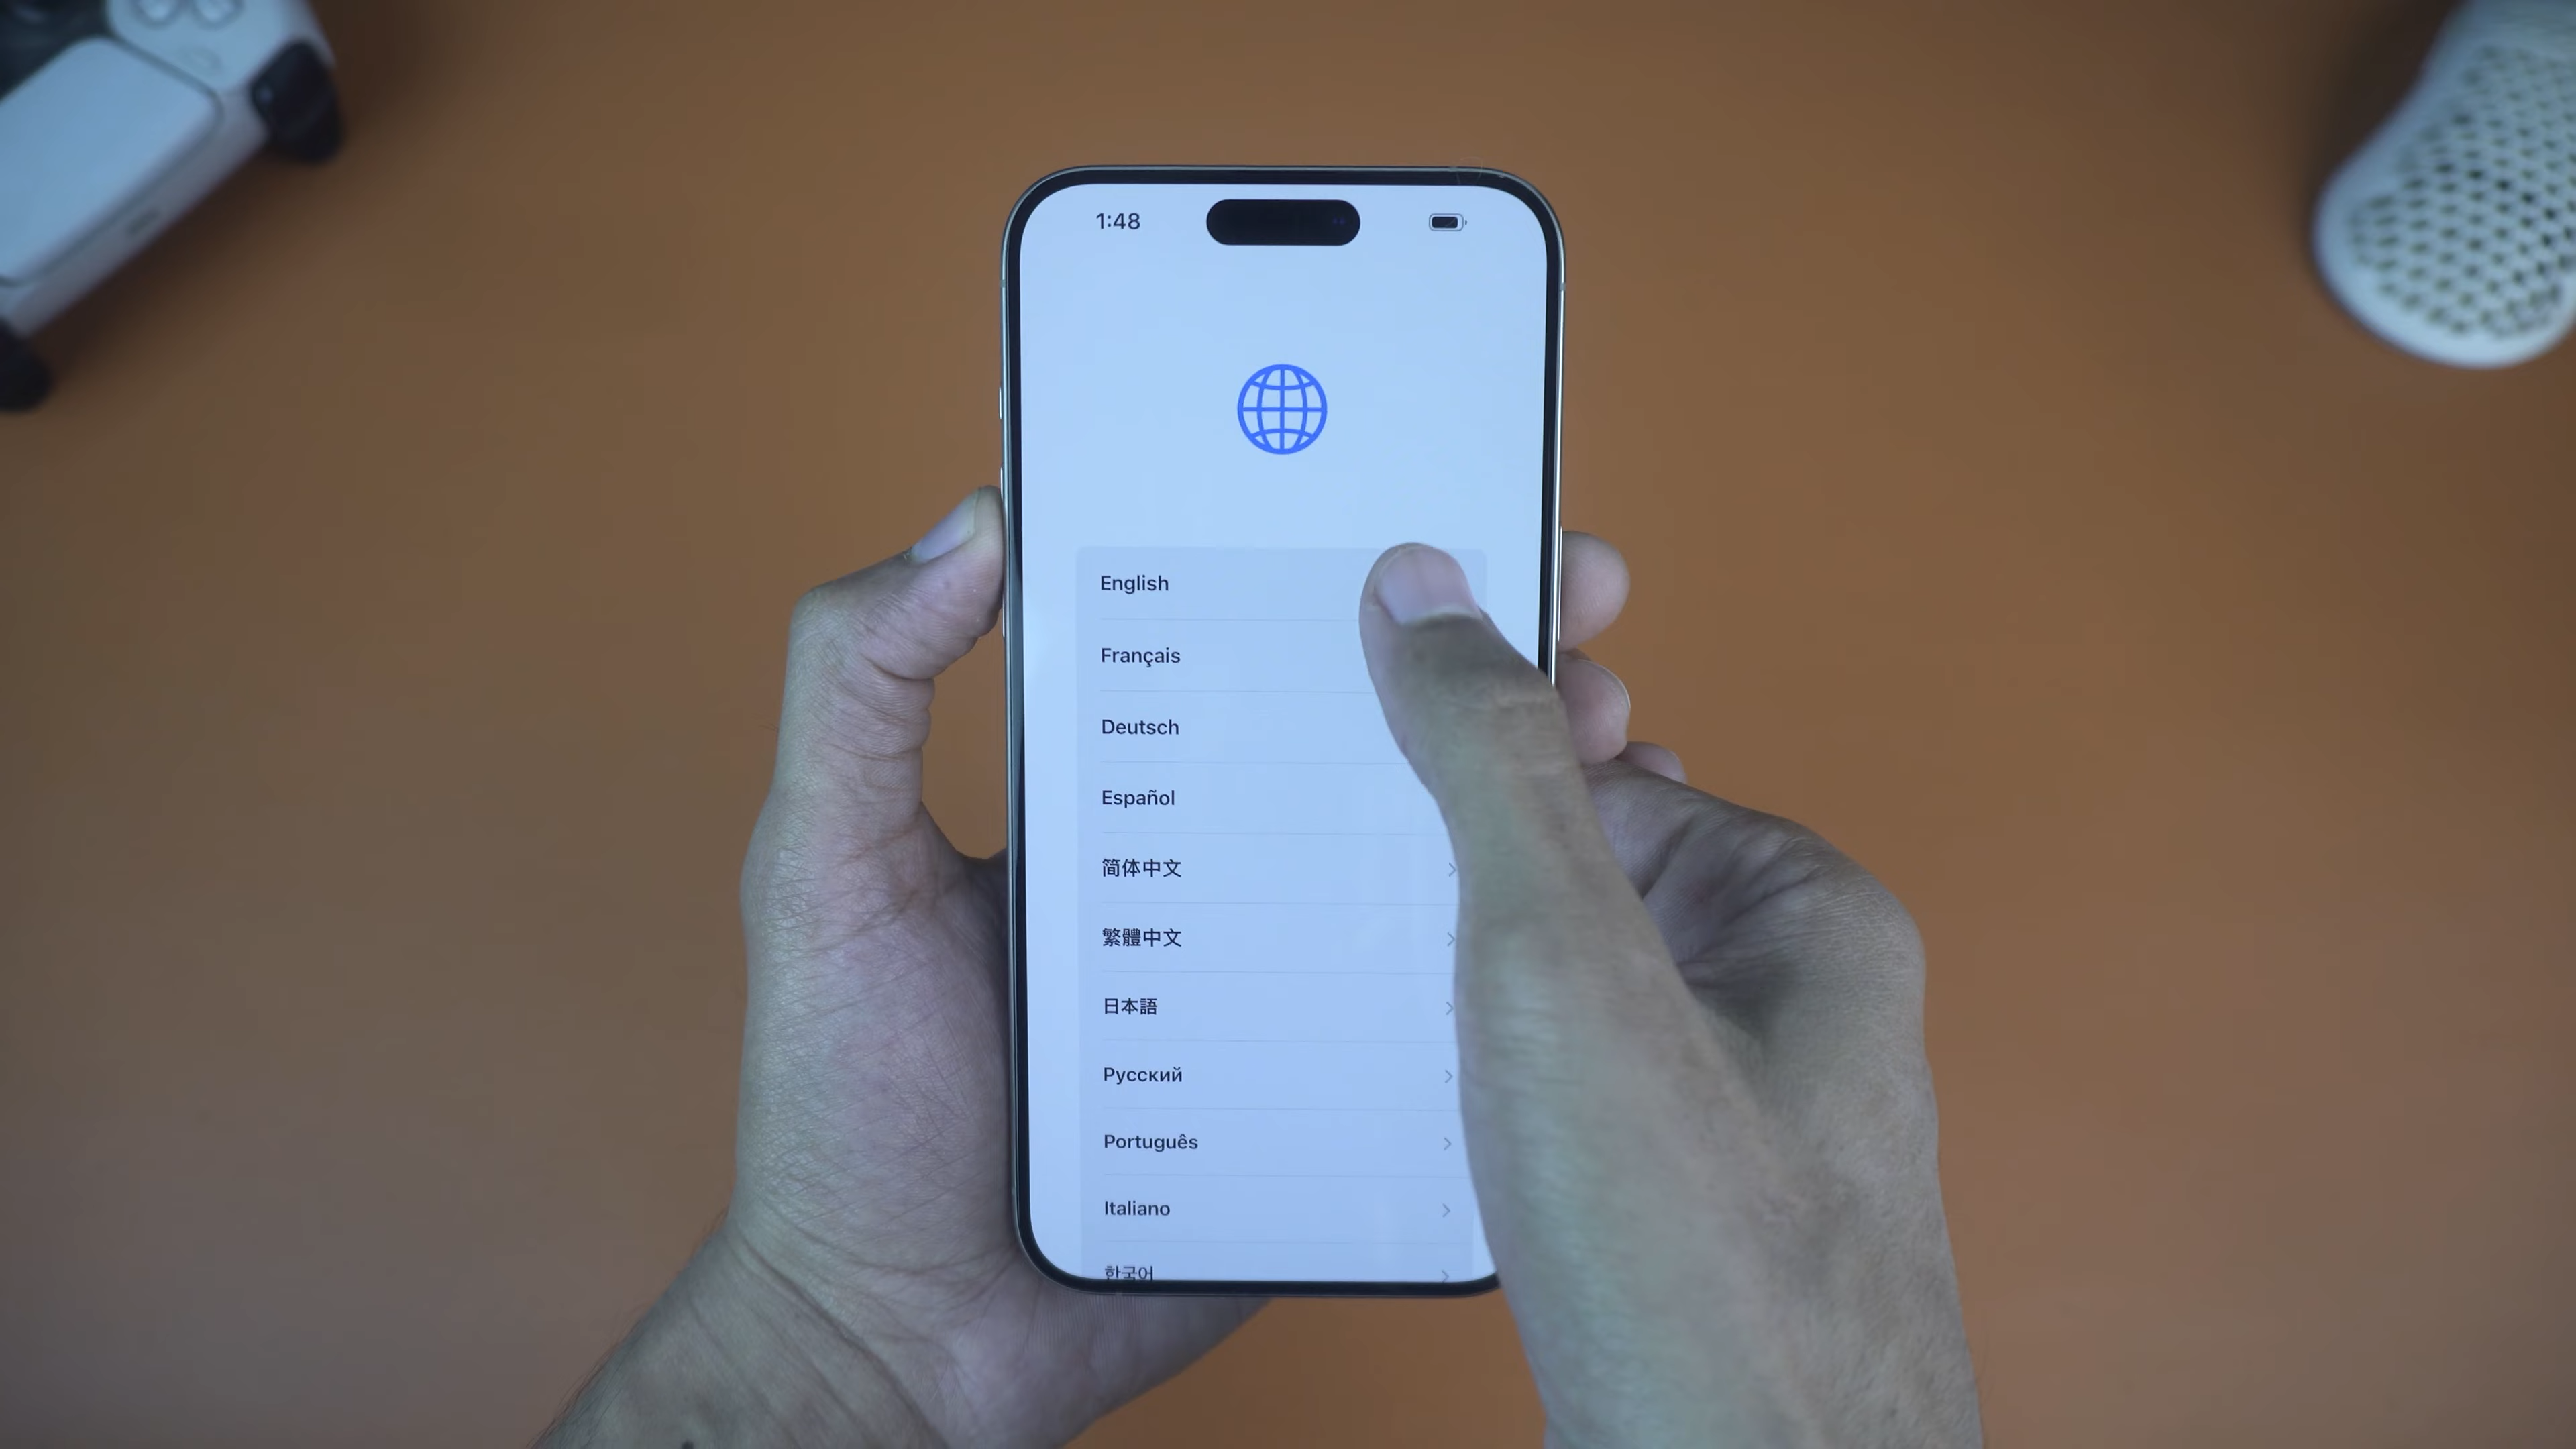 1:48
English
Français
Deutsch
Español
简体中文
繁體中文
日本語
Русский
Português
Italiano
한국어